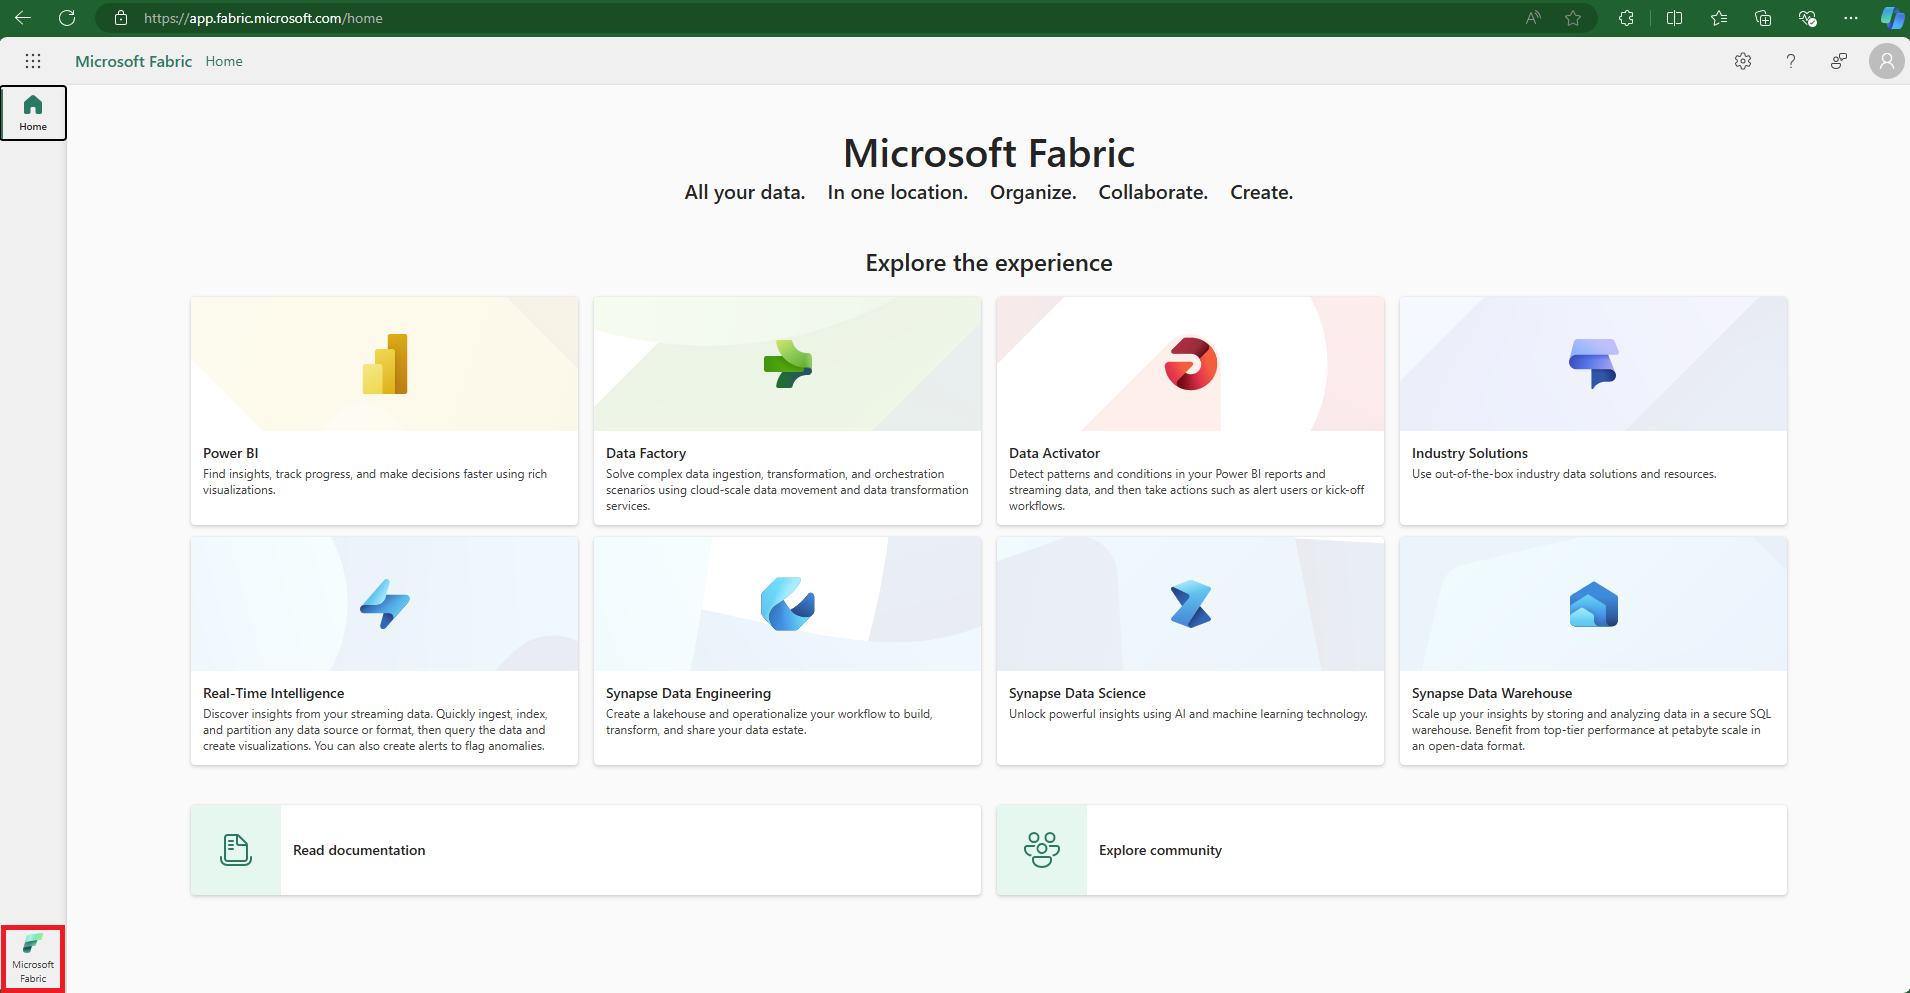 https://app.fabric.microsoft.com/home
Microsoft Fabric Home
Home
Microsoft Fabric
All your data. In one location. Organize. Collaborate. Create.
Explore the experience
Power BI
Find insights, track progress, and make decisions faster using rich
visualizations.
Data Factory
Solve complex data ingestion, transformation, and orchestration
scenarios using cloud-scale data movement and data transformation
services.
Data Activator
Detect patterns and conditions in your Power BI reports and
streaming data, and then take actions such as alert users or kick-off
workflows.
Industry Solutions
Use out-of-the-box industry data solutions and resources.
Real-Time Intelligence
Discover insights from your streaming data. Quickly ingest, index,
and partition any data source or format, then query the data and
create visualizations. You can also create alerts to flag anomalies.
Synapse Data Engineering
Create a lakehouse and operationalize your workflow to build,
transform, and share your data estate.
Synapse Data Science
Unlock powerful insights using AI and machine learning technology.
Synapse Data Warehouse
Scale up your insights by storing and analyzing data in a secure SQL
warehouse. Benefit from top-tier performance at petabyte scale in
an open-data format.
Read documentation
Explore community
Microsoft
Fabric